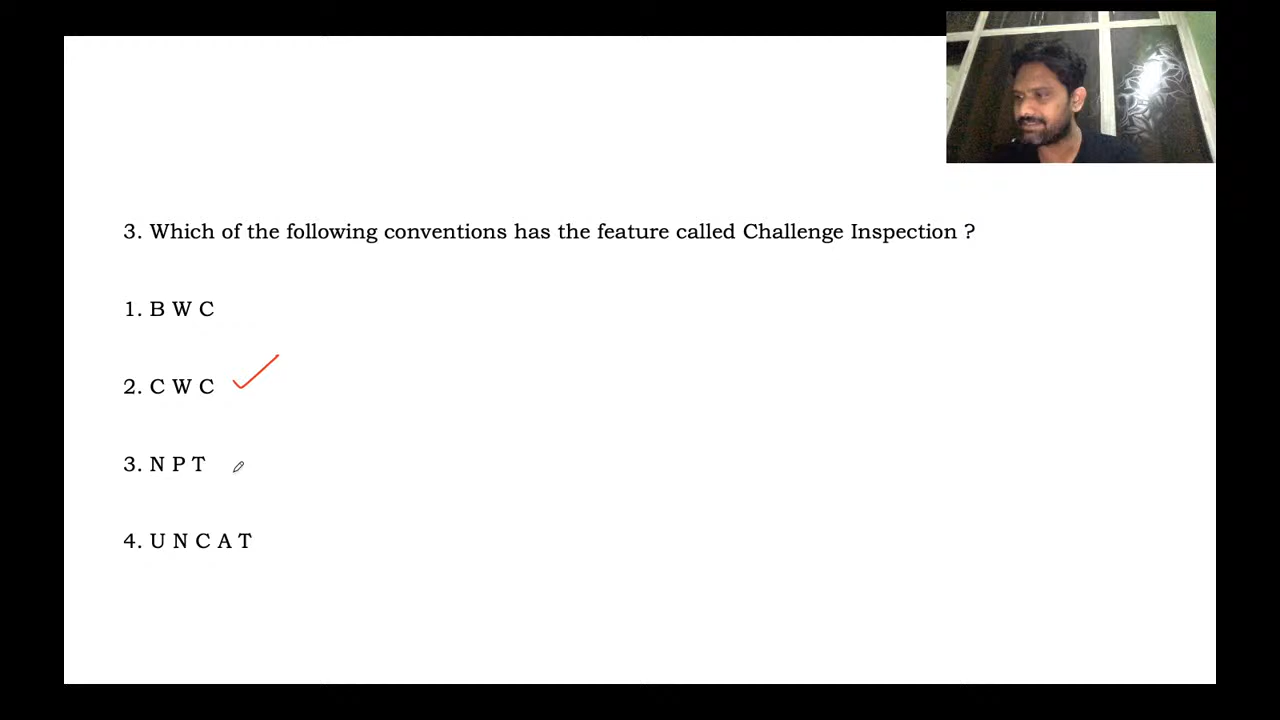 3. Which of the following conventions has the feature called Challenge Inspection ?
1. B W C
2. C W C
3. N P T
4. U N C A T